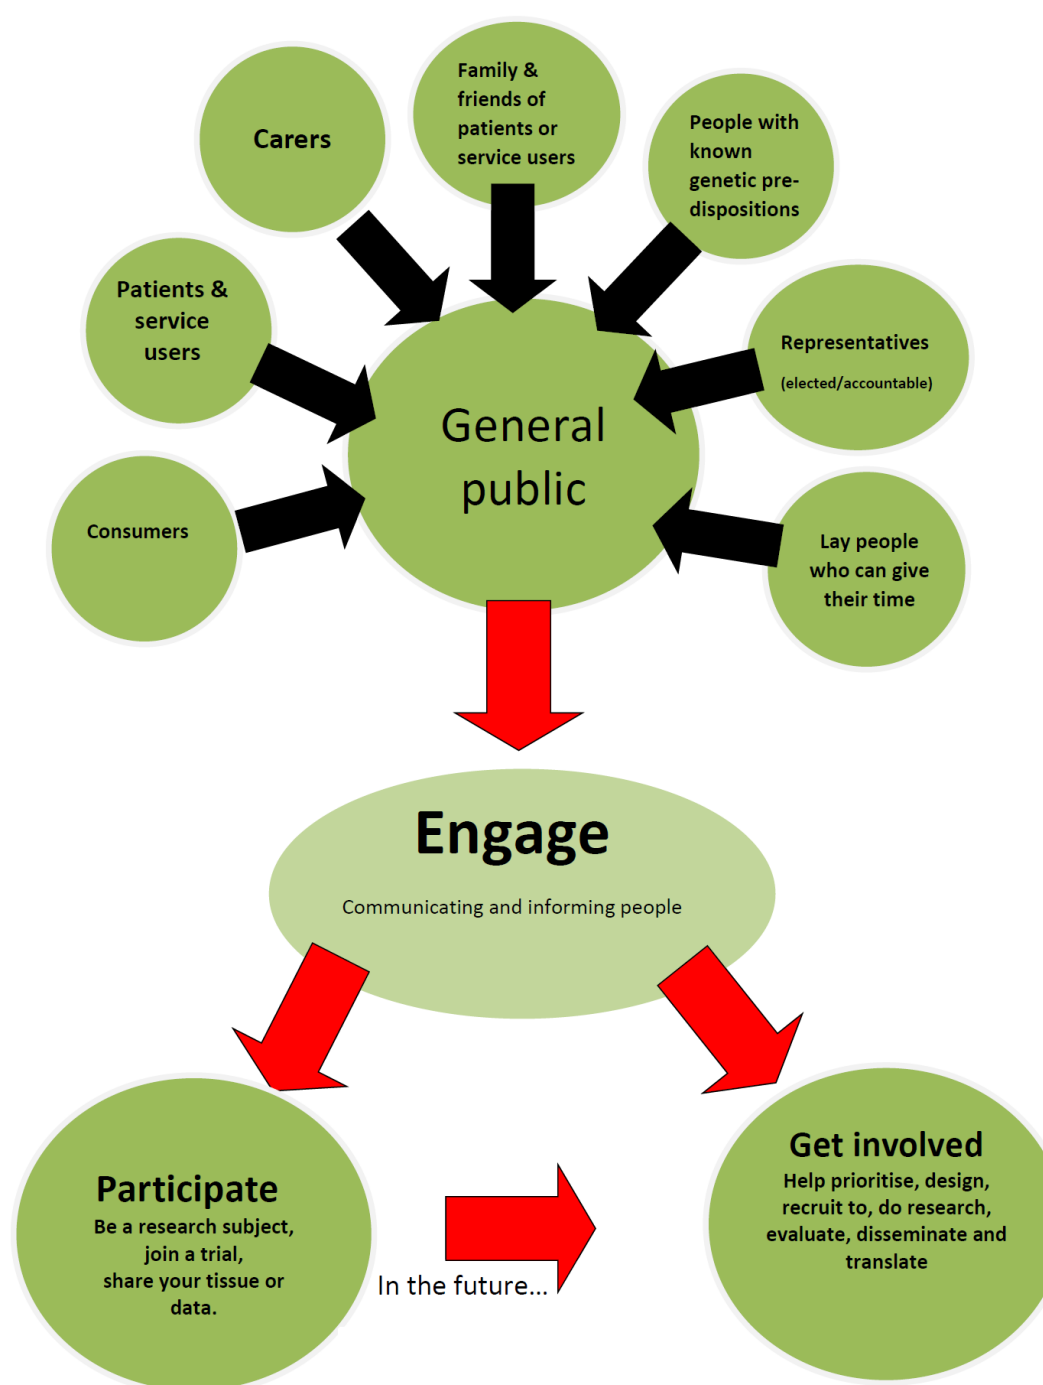 Family &
friends of
patients or
service users
Carers
People with
known
genetic pre-
dispositions
Patients &
service
users
Representatives
(elected/accountable)
General
public
Consumers
Lay people
who can give
their time
Engage
Communicating and informing people
Participate
Be a research subject,
join a trial,
share your tissue or
data.
In the future...
Get involved
Help prioritise, design,
recruit to, do research,
evaluate, disseminate and
translate